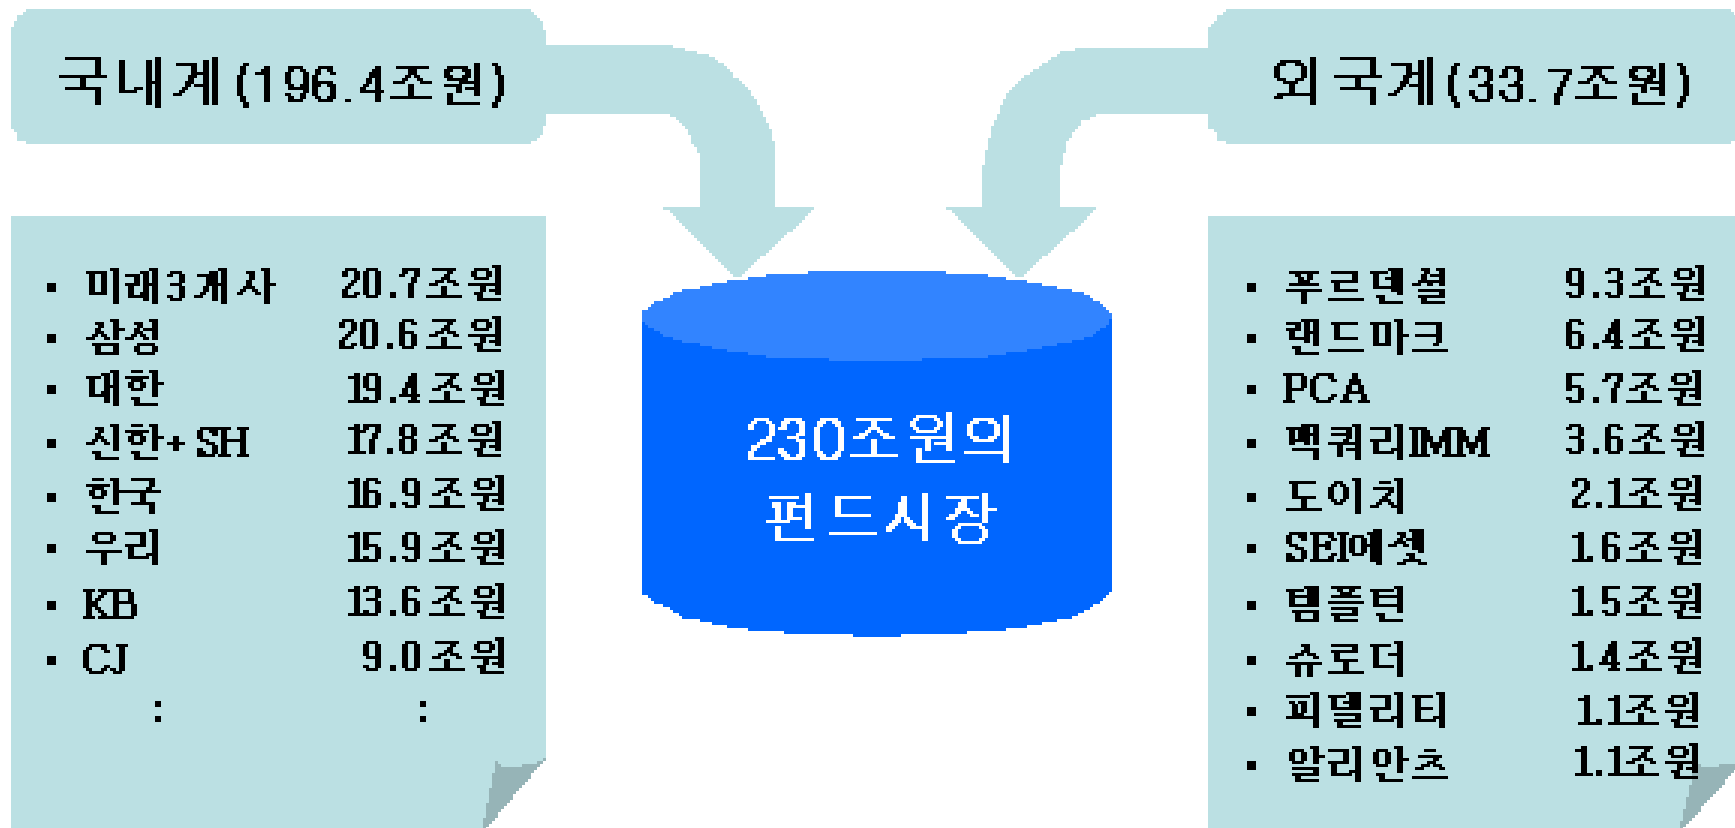 국내계(196.4조원)
외국계(33.7조원)
▪ 미래3개사 20.7조원
▪ 삼성 20.6조원
▪ 대한 19.4조원
▪ 신한+SH 17.8조원
▪ 한국 16.9조원
▪ 우리 15.9조원
▪ KB 13.6조원
▪ CJ 9.0조원
: :
230조원의
펀드시장
▪ 푸르덴셜 9.3조원
▪ 랜드마크 6.4조원
▪ PCA 5.7조원
▪ 맥쿼리IMM 3.6조원
▪ 도이치 2.1조원
▪ SEI에셋 1.6조원
▪ 템플턴 1.5조원
▪ 슈로더 1.4조원
▪ 피델리티 1.1조원
▪ 알리안츠 1.1조원